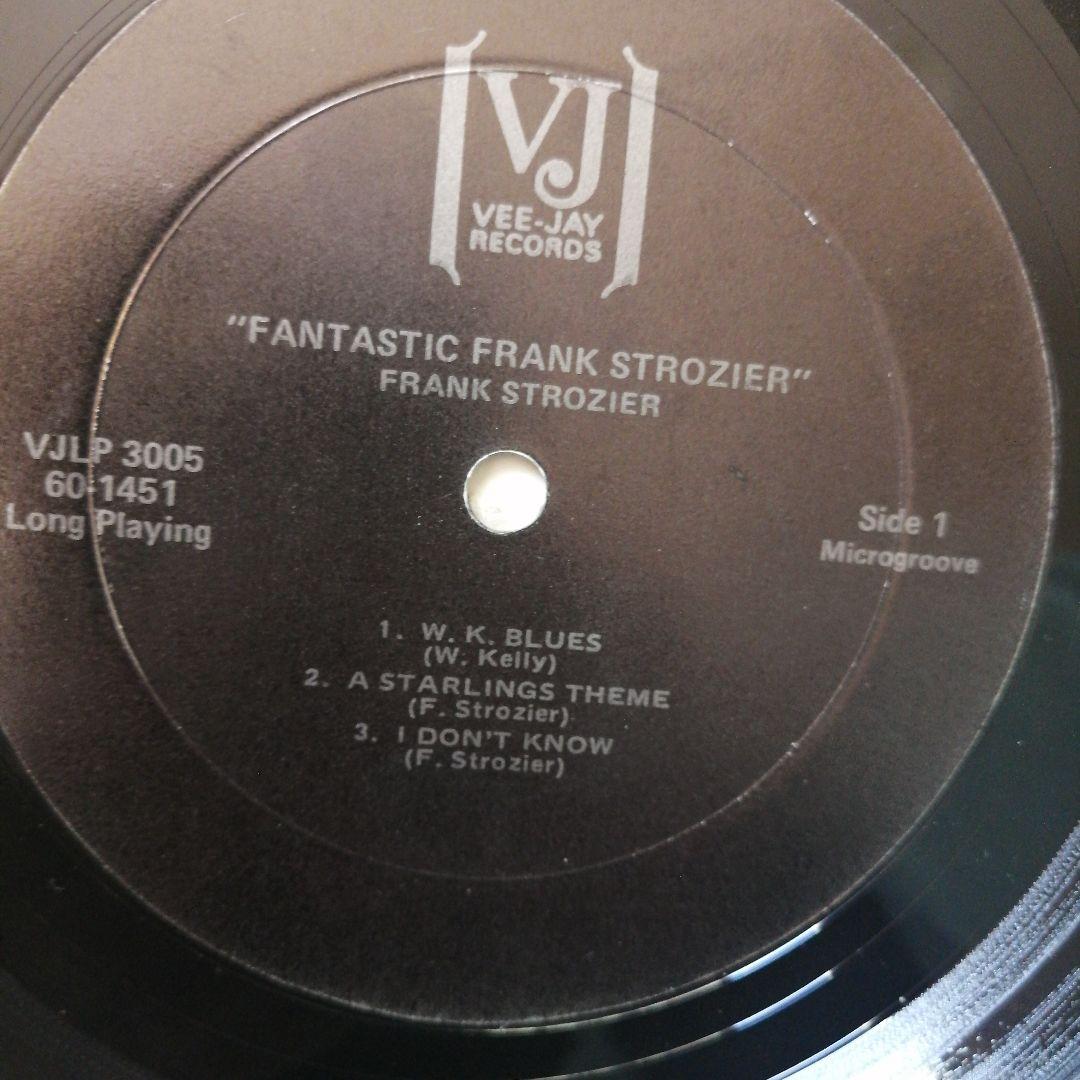 VJ
VEE-JAY
RECORDS
"FANTASTIC FRANK STROZIER"
FRANK STROZIER
VJLP 3005
60-1451
Long Playing
Side 1
Microgroove
1. W. K. BLUES
(W. Kelly)
2. A STARLINGS THEME
(F. Strozier)
3. I DON'T KNOW
(F. Strozier)